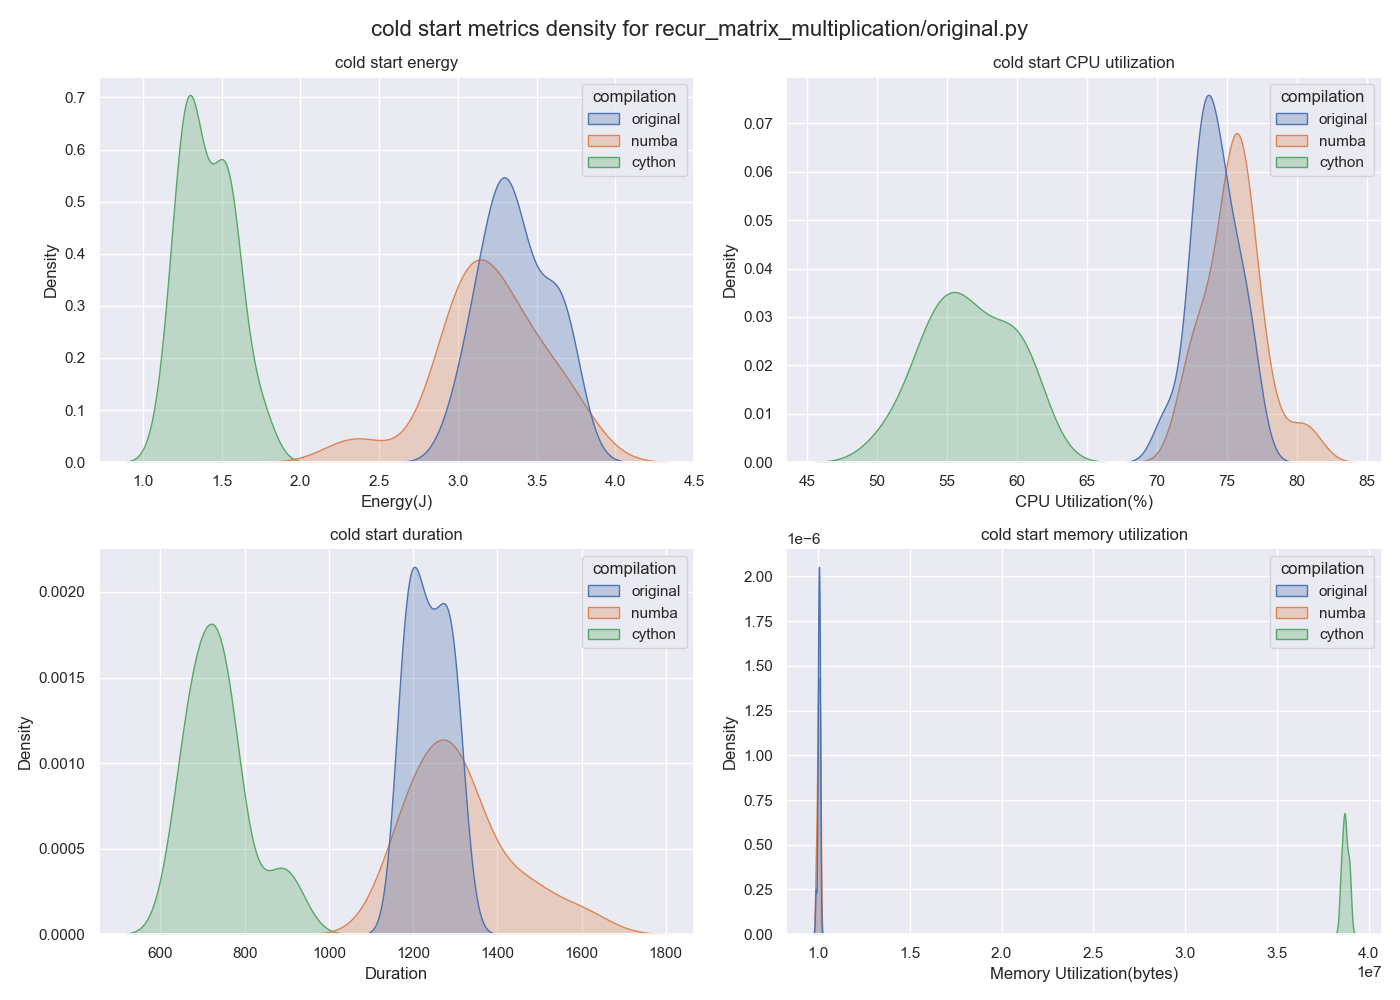 cold start metrics density for recur_matrix_multiplication/original.py
cold start energy
0.7
0.6
0.5
0.4
0.3
0.2
0.1
0.0
Density
1.0 1.5 2.0 2.5 3.0 3.5 4.0 4.5
Energy(J)
compilation
original
numba
cython
cold start CPU utilization
0.07
0.06
0.05
0.04
0.03
0.02
0.01
0.00
Density
45 50 55 60 65 70 75 80 85
CPU Utilization(%)
compilation
original
numba
cython
cold start duration
0.0020
0.0015
0.0010
0.0005
0.0000
Density
600 800 1000 1200 1400 1600 1800
Duration
compilation
original
numba
cython
cold start memory utilization
1e−6
2.00
1.75
1.50
1.25
1.00
0.75
0.50
0.25
0.00
Density
1.0 1.5 2.0 2.5 3.0 3.5 4.0
1e7
Memory Utilization(bytes)
compilation
original
numba
cython